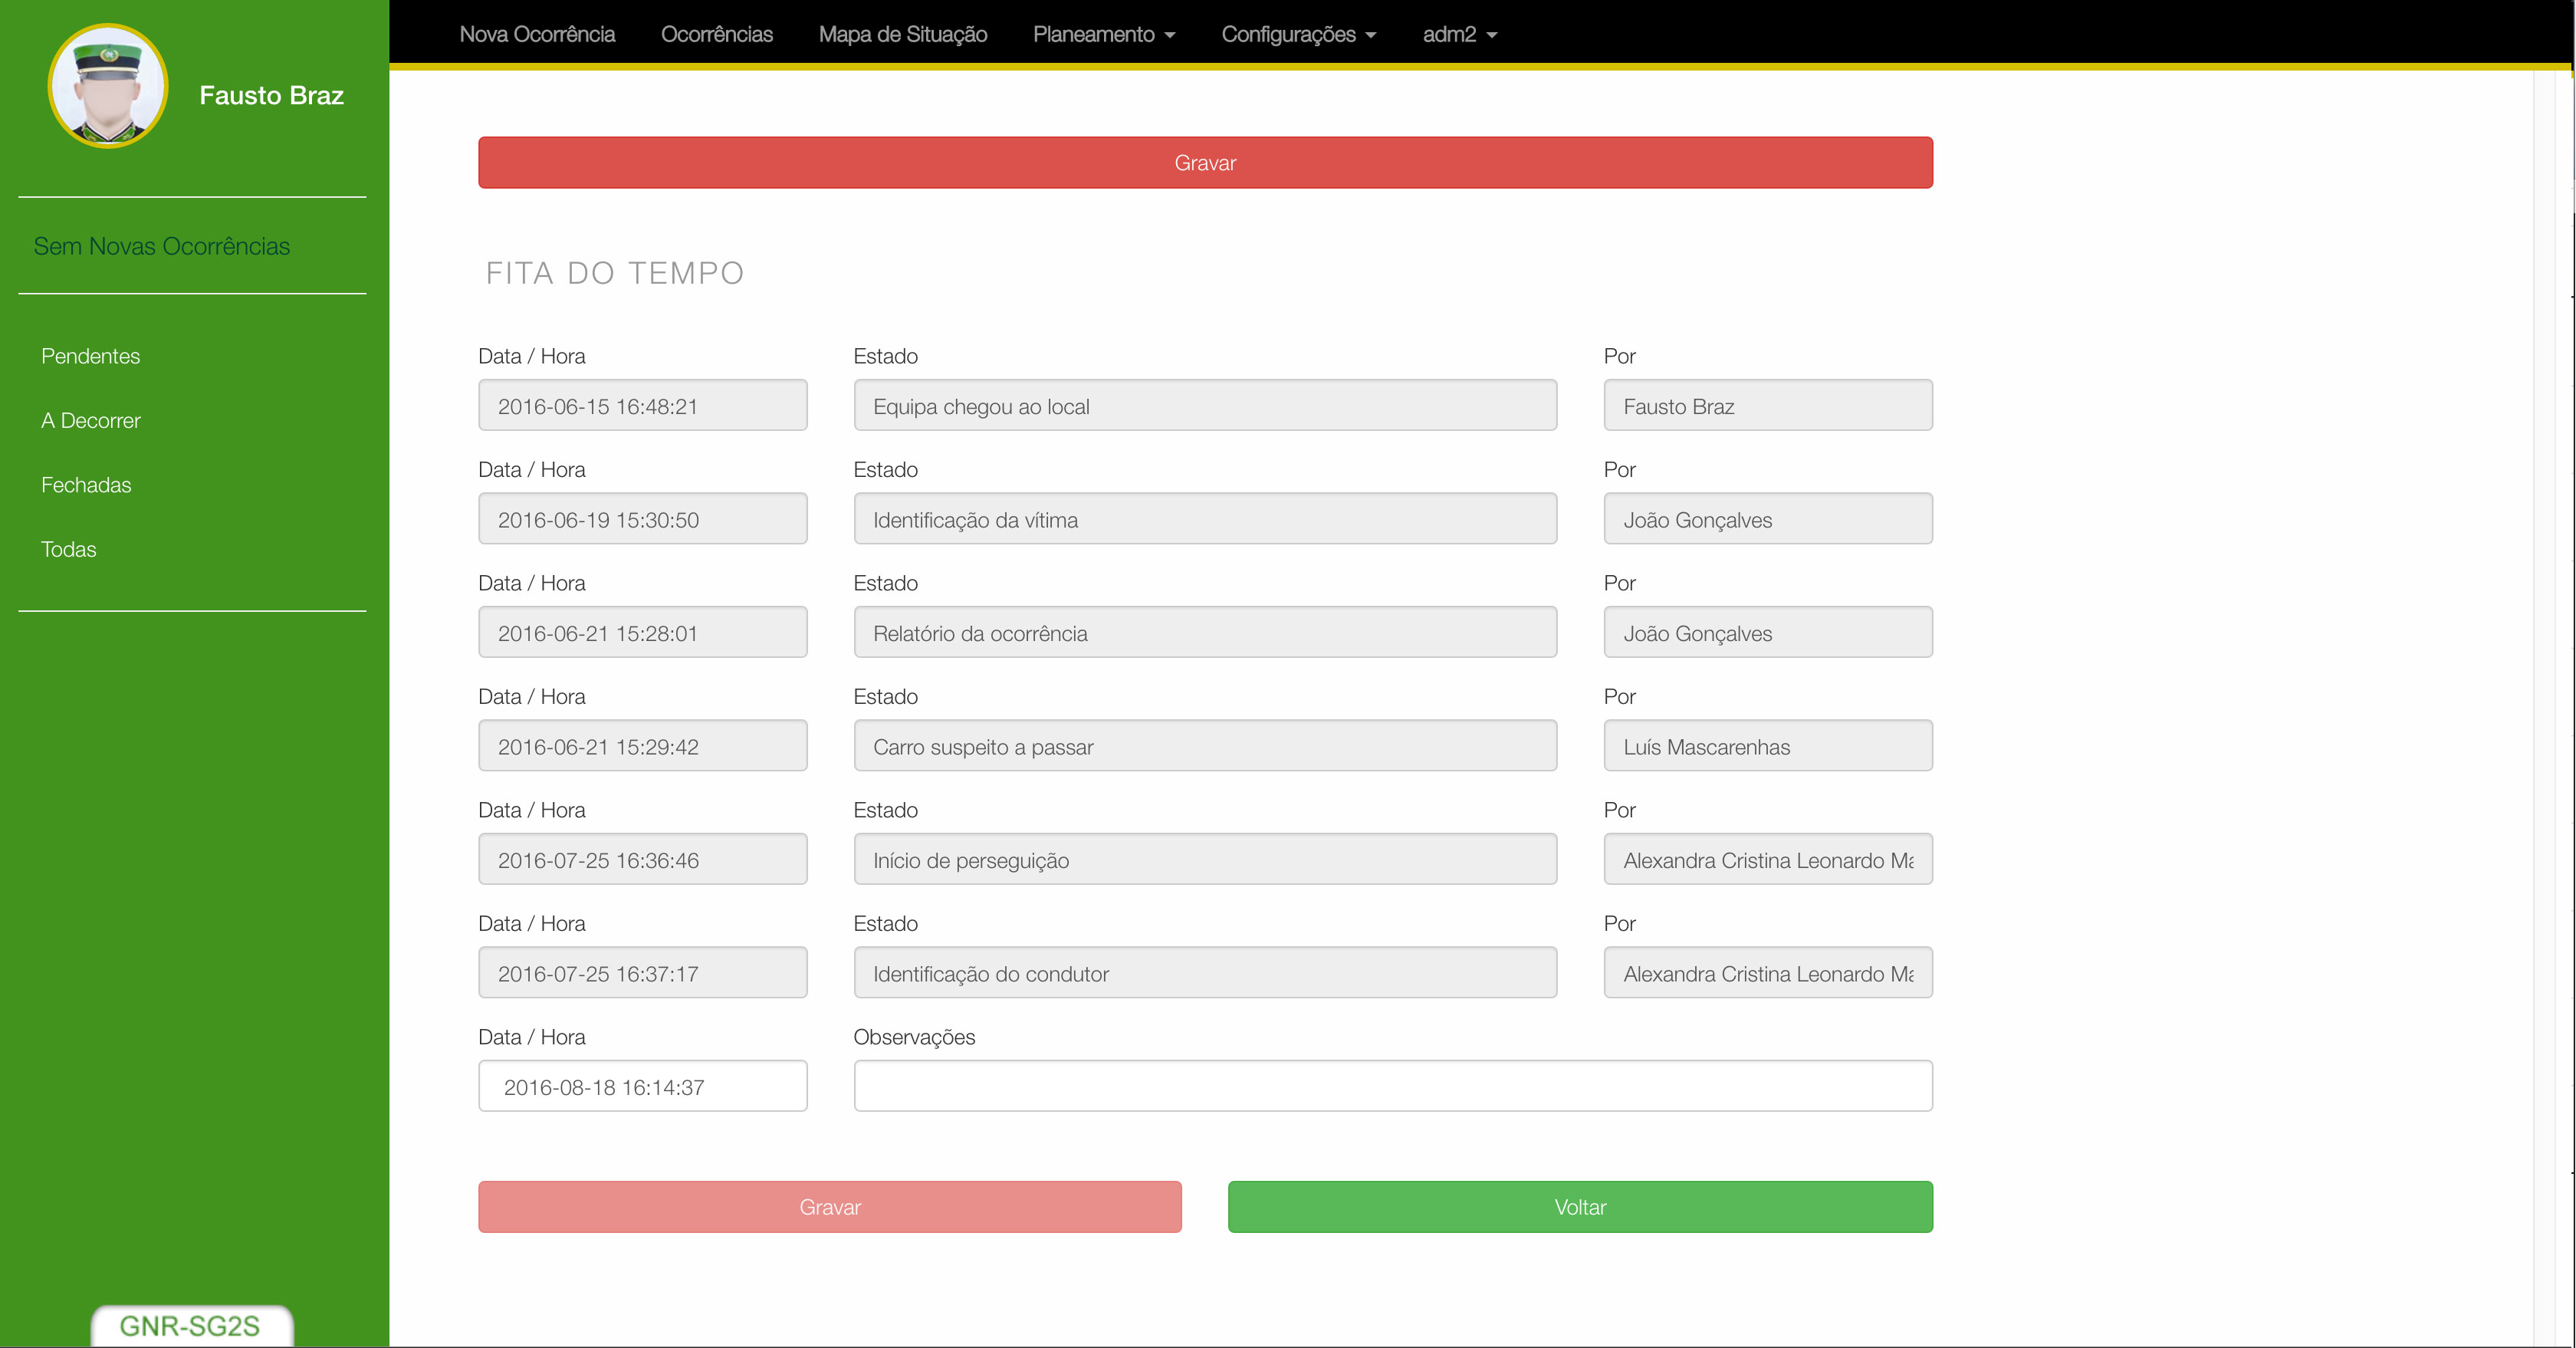 Fausto Braz
Sem Novas Ocorrências
Pendentes
A Decorrer
Fechadas
Todas
GNR-SG2S
Nova Ocorrência Ocorrências Mapa de Situação Planeamento Configurações adm2
Gravar
FITA DO TEMPO
Data / Hora Estado Por
2016-06-15 16:48:21 Equipa chegou ao local Fausto Braz
Data / Hora Estado Por
2016-06-19 15:30:50 Identificação da vítima João Gonçalves
Data / Hora Estado Por
2016-06-21 15:28:01 Relatório da ocorrência João Gonçalves
Data / Hora Estado Por
2016-06-21 15:29:42 Carro suspeito a passar Luís Mascarenhas
Data / Hora Estado Por
2016-07-25 16:36:46 Início de perseguição Alexandra Cristina Leonardo
Data / Hora Estado Por
2016-07-25 16:37:17 Identificação do condutor Alexandra Cristina Leonardo
Data / Hora Observações
2016-08-18 16:14:37
Gravar Voltar